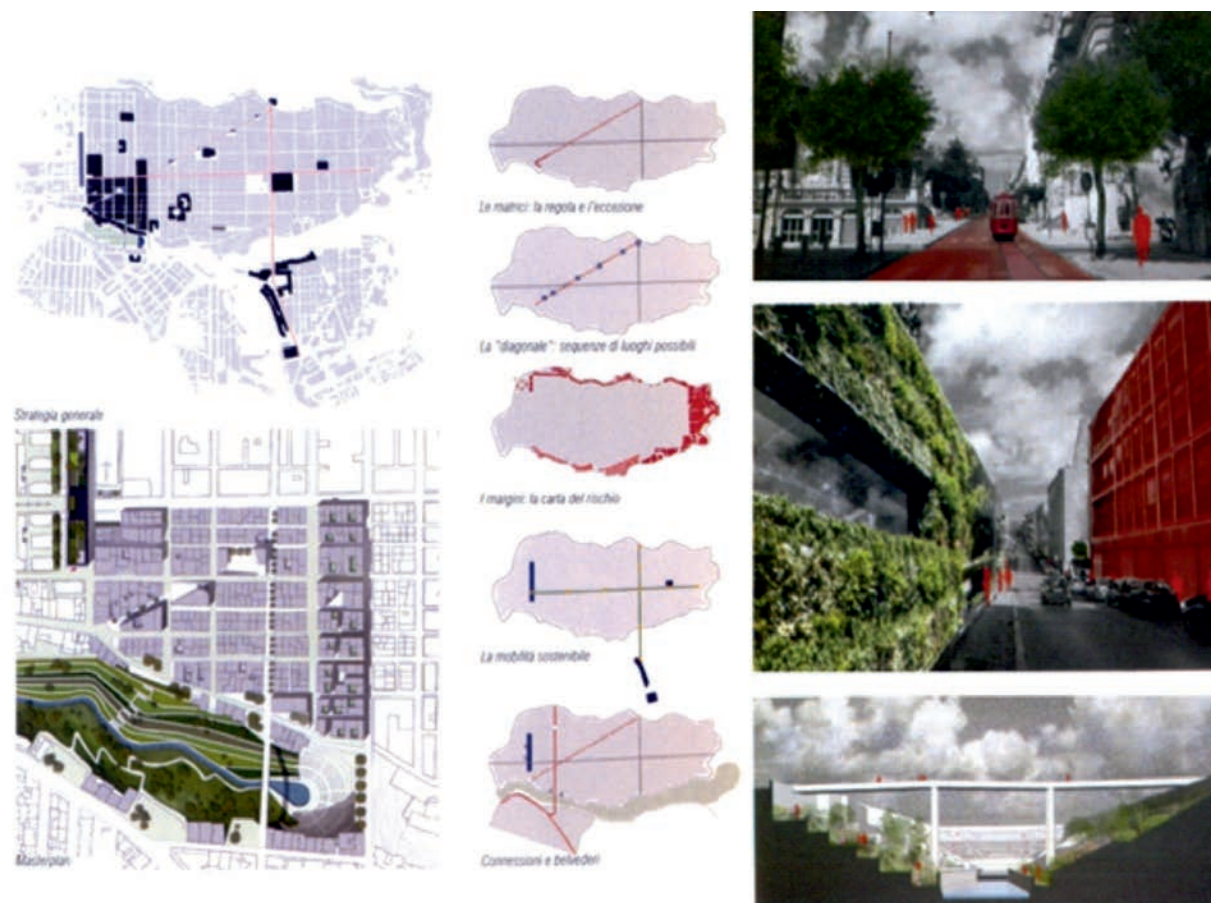 Strategia generale
Masterplan
Le matrici: la regola e l'eccezione
La "diagonale": sequenze di luoghi possibili
I margini: la carta del rischio
La mobilità sostenibile
Connessioni e belvederi